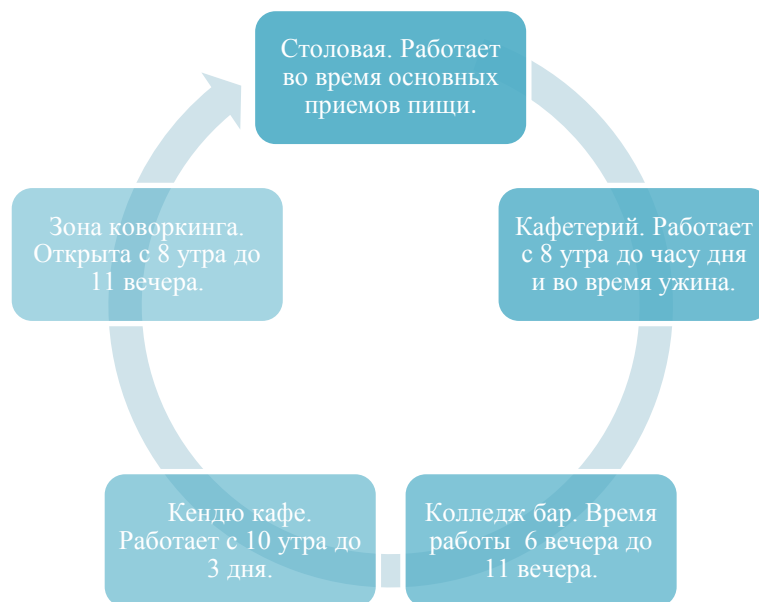 Столовая. Работает
во время основных
приемов пищи.
Кафетерий. Работает
с 8 утра до часу дня
и во время ужина.
Колледж бар. Время
работы  6 вечера до
11 вечера.
Кендю кафе.
Работает с 10 утра до
3 дня.
Зона коворкинга.
Открыта с 8 утра до
11 вечера.